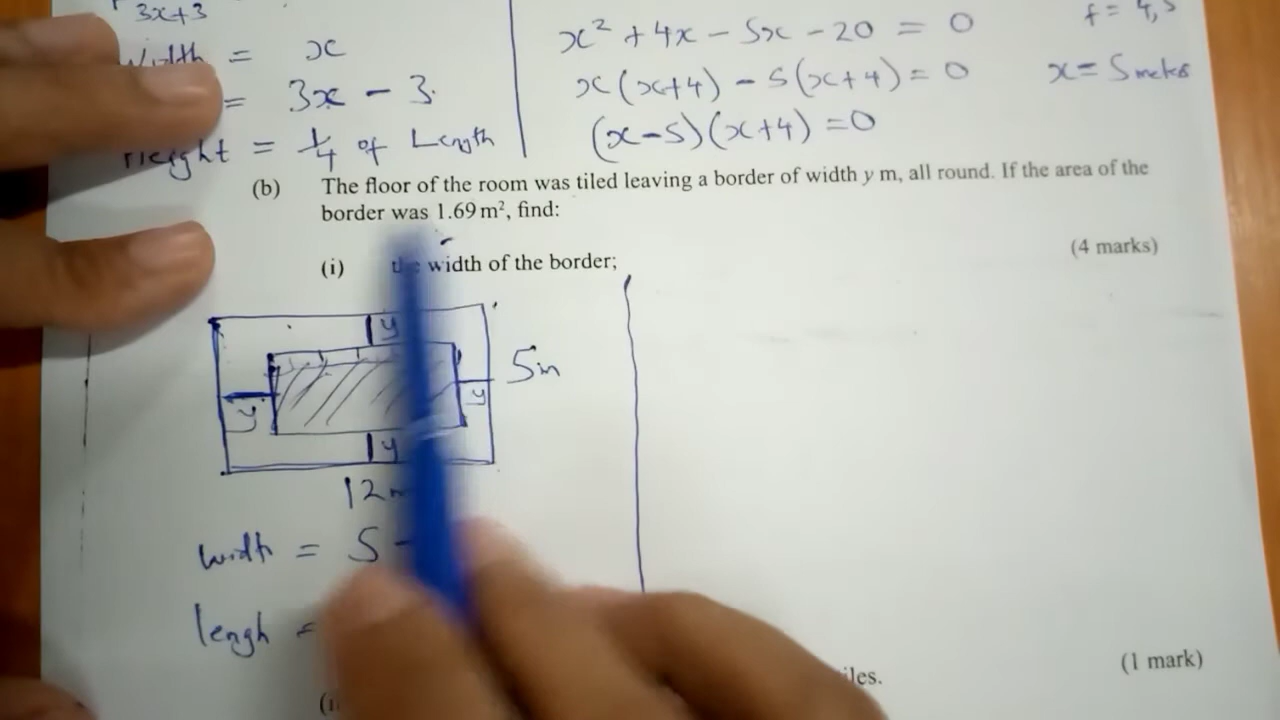 3x+3
Width = x
= 3x - 3
Height = 1/4 of Length
x² + 4x - 5x - 20 = 0
x(x+4) - 5(x+4) = 0
(x-5)(x+4) = 0
x = 5 metres
(b) The floor of the room was tiled leaving a border of width y m, all round. If the area of the
border was 1.69 m², find:
(4 marks)
(i) the width of the border;
y
5m
y
y
y
12m
width = 5 -
lengh =
iles.
(1 mark)